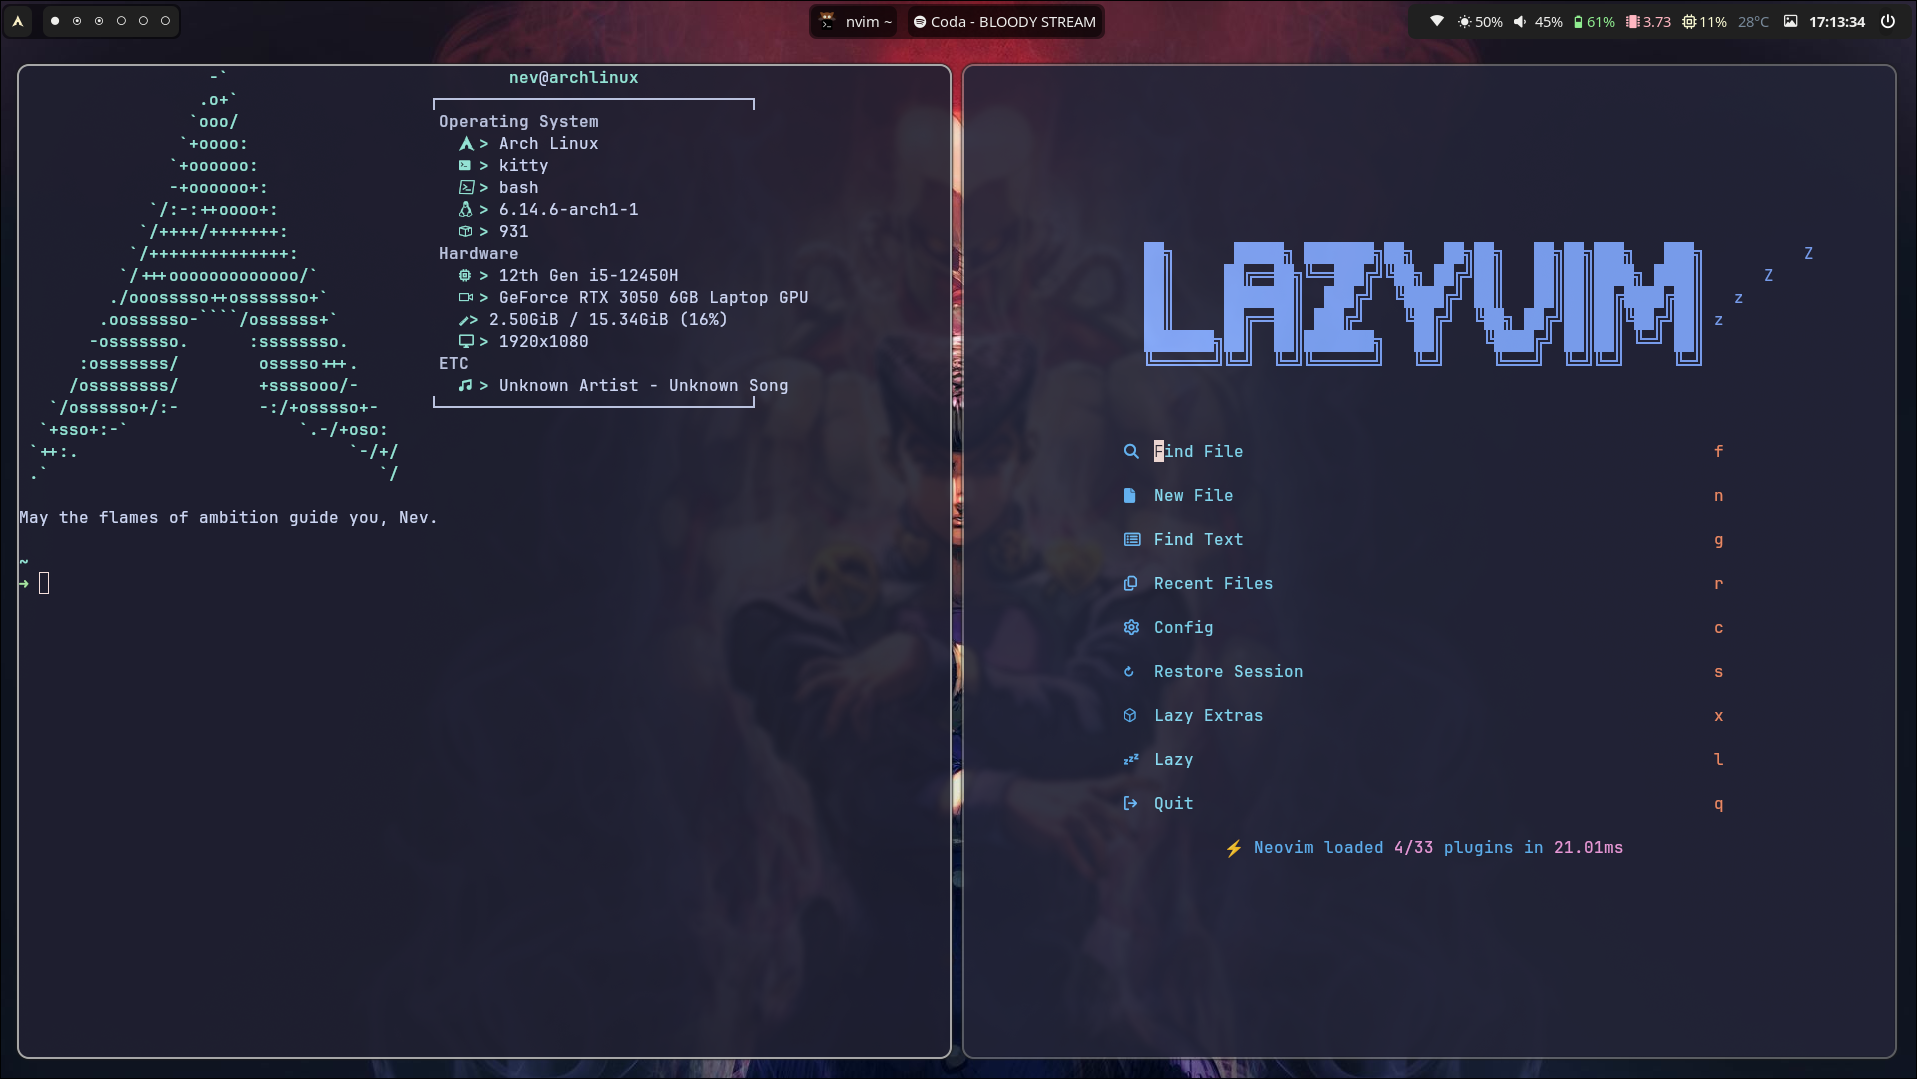 nvim ~
Coda - BLOODY STREAM
50% 45% 61% 3.73 11% 28°C 17:13:34
nev@archlinux
Operating System
> Arch Linux
> kitty
> bash
> 6.14.6-arch1-1
> 931
Hardware
> 12th Gen i5-12450H
> GeForce RTX 3050 6GB Laptop GPU
> 2.50GiB / 15.34GiB (16%)
> 1920x1080
ETC
> Unknown Artist - Unknown Song
May the flames of ambition guide you, Nev.
~
→
LAZYVIM
Z
Z
z
z
Find File f
New File n
Find Text g
Recent Files r
Config c
Restore Session s
Lazy Extras x
Lazy l
Quit q
⚡ Neovim loaded 4/33 plugins in 21.01ms